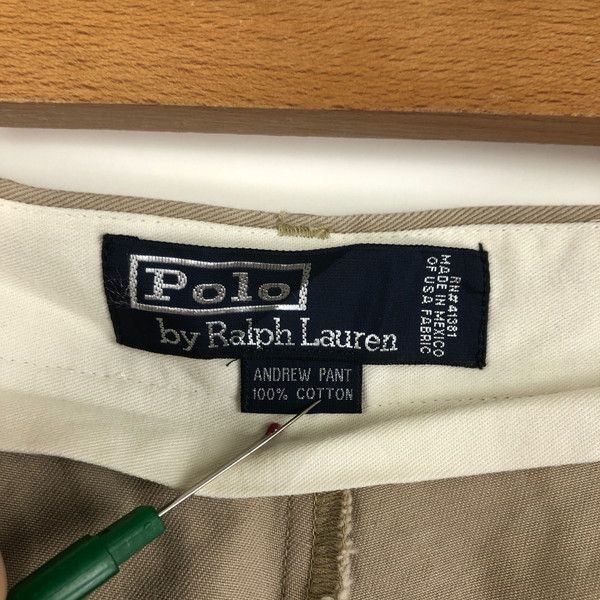 Polo
by Ralph Lauren
RN#41381
MADE IN MEXICO
OF USA FABRIC
ANDREW PANT
100% COTTON